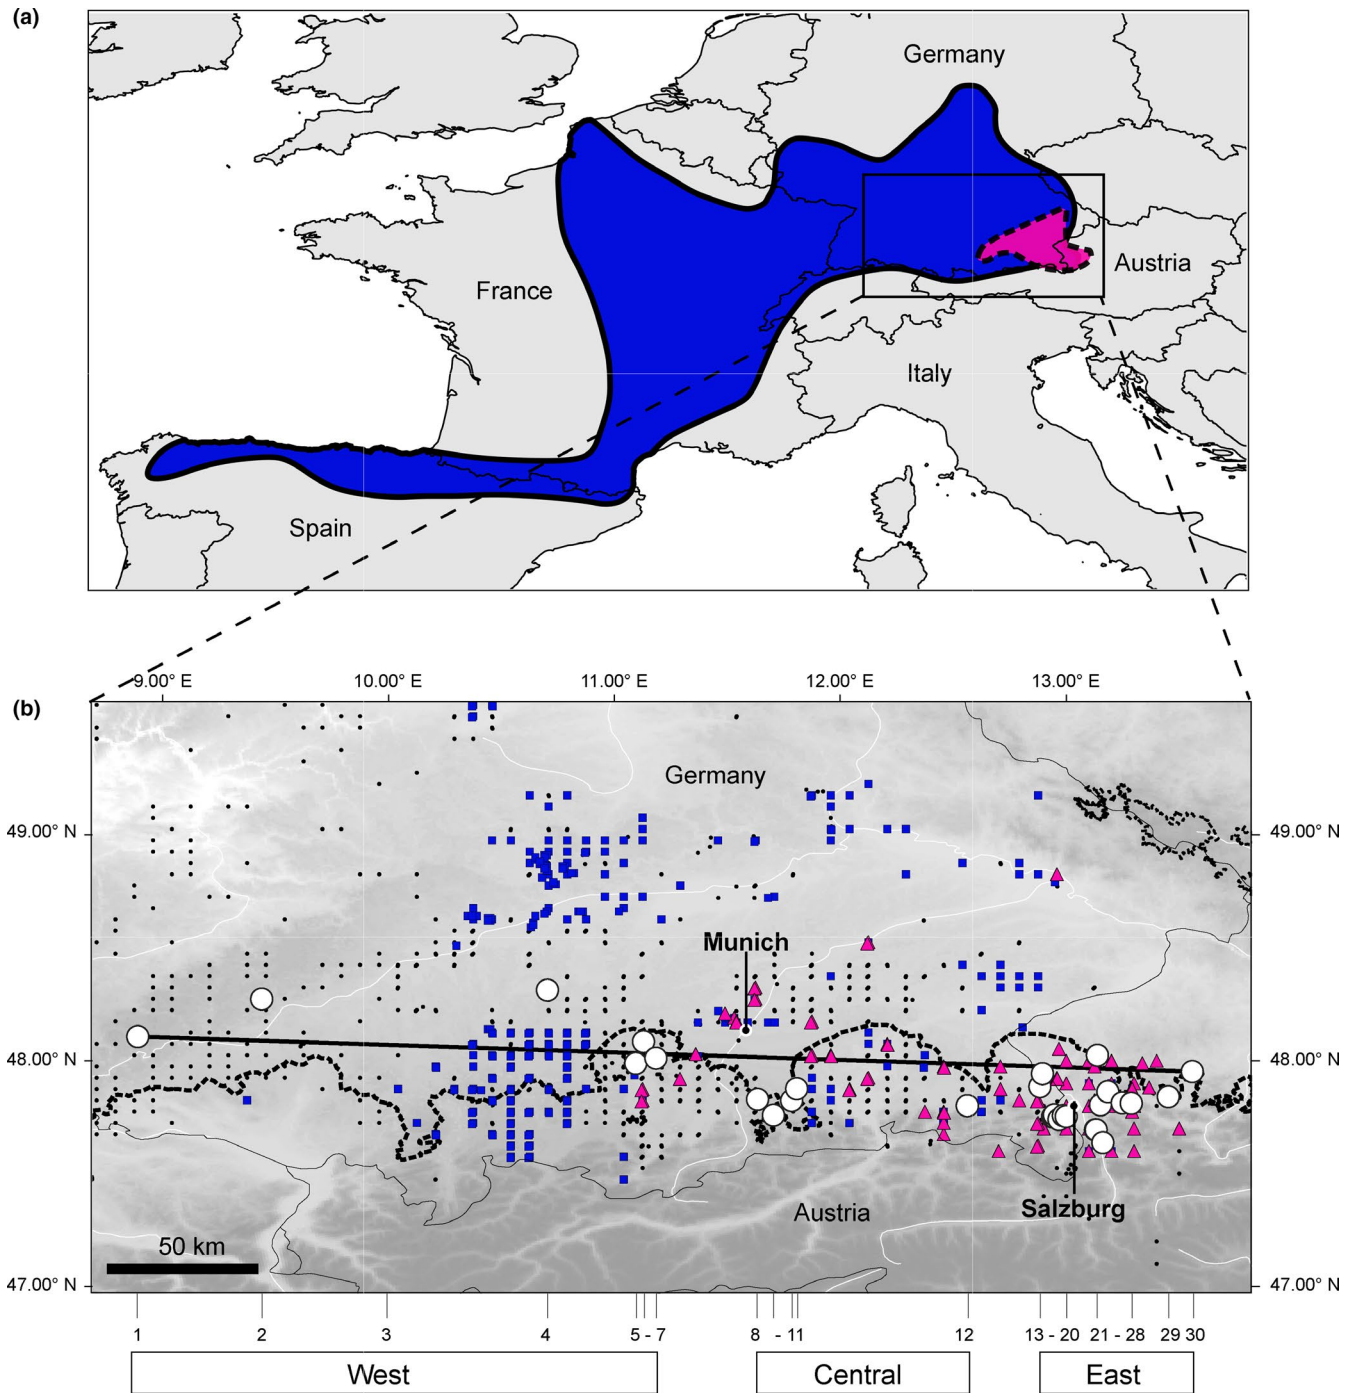 (a)
Germany
France
Austria
Italy
Spain
9.00° E 10.00° E 11.00° E 12.00° E 13.00° E
(b)
Germany
49.00° N 49.00° N
Munich
48.00° N 48.00° N
Salzburg
Austria
50 km
47.00° N 47.00° N
1 2 3 4 5 - 7 8 - 11 12 13 - 20 21 - 28 29 30
West Central East